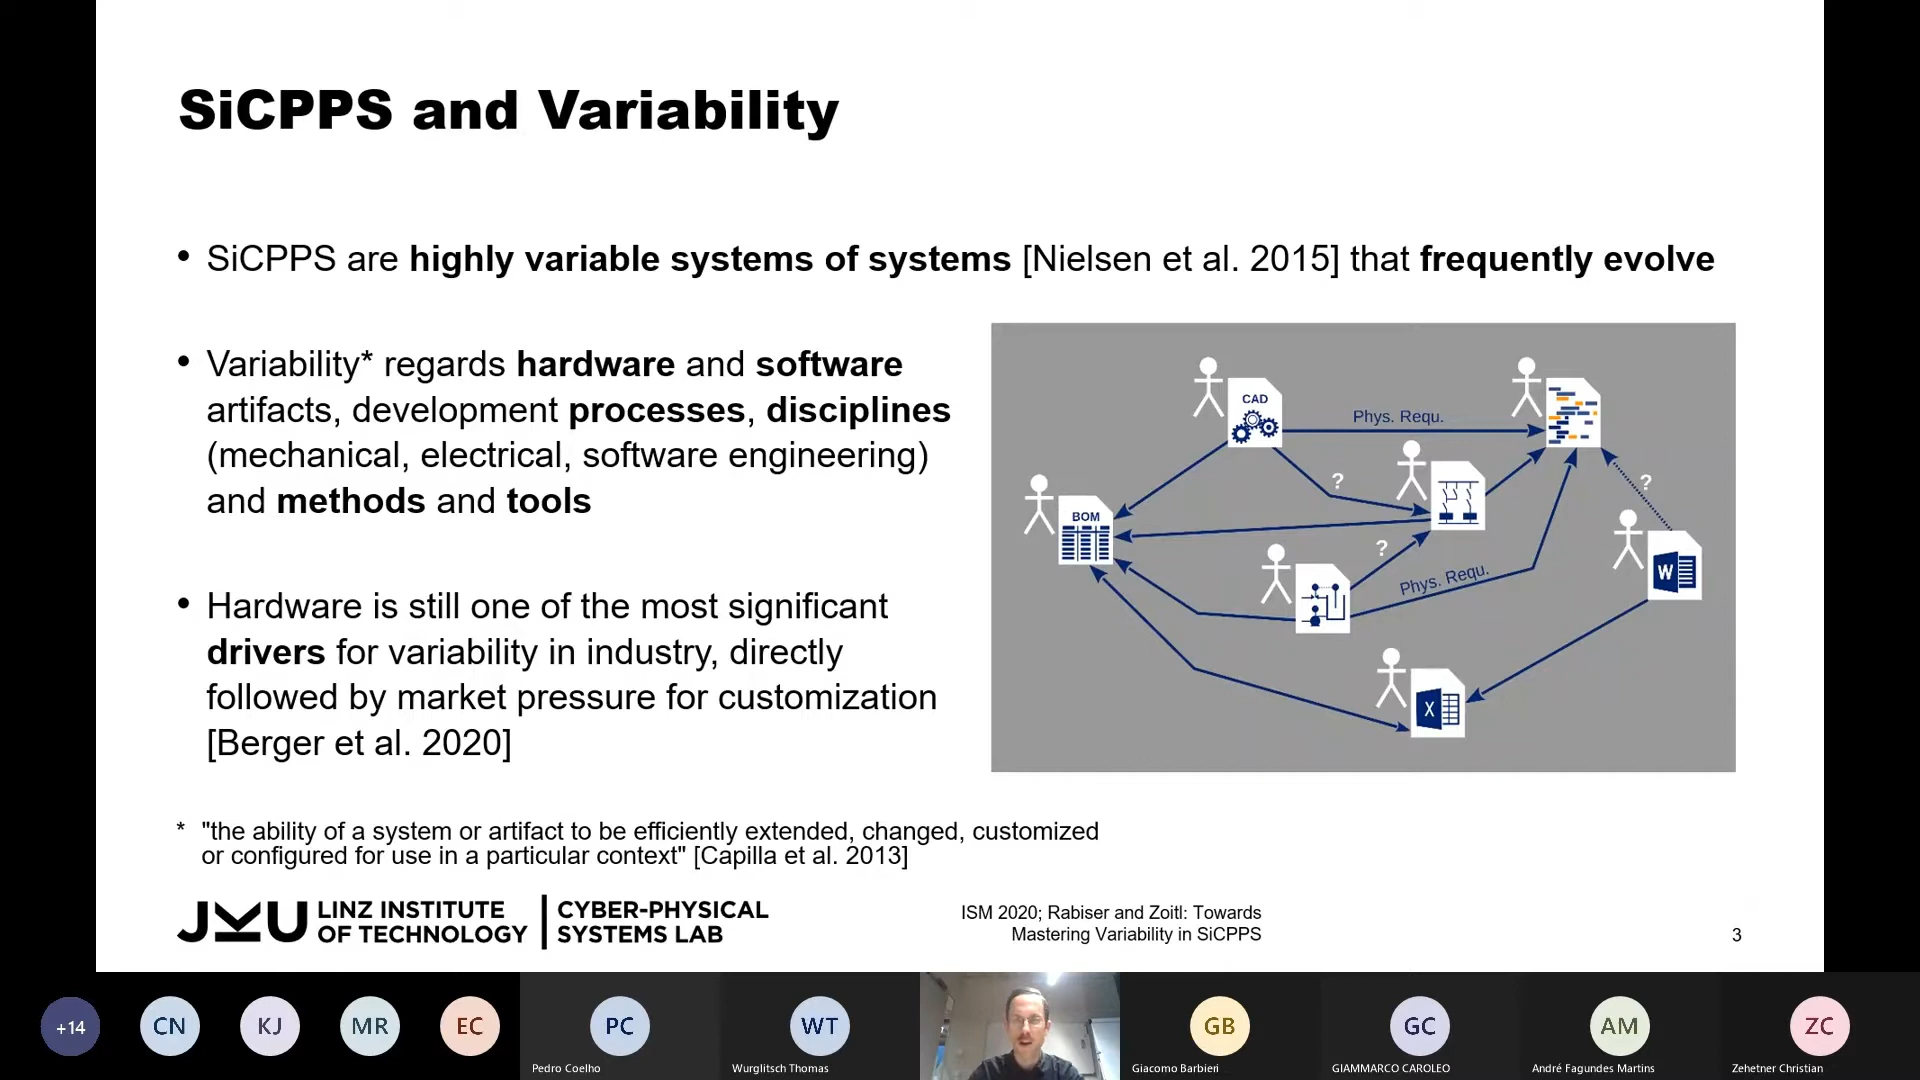 SiCPPS and Variability
• SiCPPS are highly variable systems of systems [Nielsen et al. 2015] that frequently evolve
• Variability* regards hardware and software
artifacts, development processes, disciplines
(mechanical, electrical, software engineering)
and methods and tools
• Hardware is still one of the most significant
drivers for variability in industry, directly
followed by market pressure for customization
[Berger et al. 2020]
CAD
Phys. Requ.
?
?
BOM
?
W
Phys. Requ.
X
* "the ability of a system or artifact to be efficiently extended, changed, customized
or configured for use in a particular context" [Capilla et al. 2013]
JKU LINZ INSTITUTE
OF TECHNOLOGY
CYBER-PHYSICAL
SYSTEMS LAB
ISM 2020; Rabiser and Zoitl: Towards
Mastering Variability in SiCPPS
3
+14
CN
KJ
MR
EC
PC
WT
GB
GC
AM
ZC
Pedro Coelho
Wurglitsch Thomas
Giacomo Barbieri
GIAMMARCO CAROLEO
André Fagundes Martins
Zehetner Christian